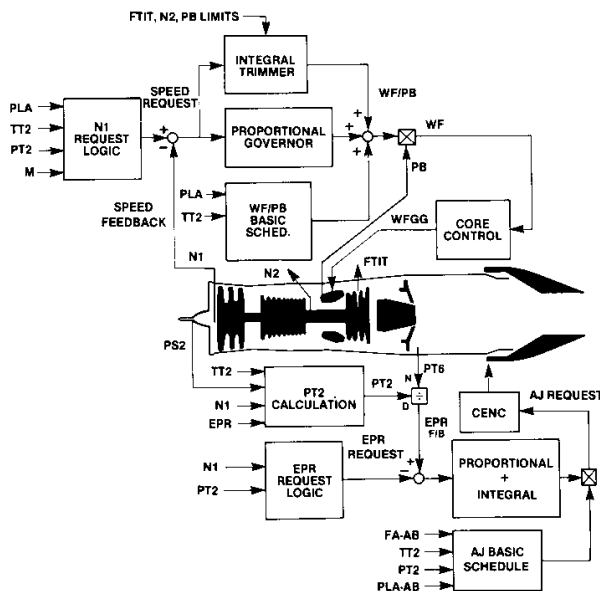 FTIT, N2, PB LIMITS
INTEGRAL
TRIMMER
SPEED
REQUEST
WF/PB
PLA
TT2
PT2
M
N1
REQUEST
LOGIC
+
−
PROPORTIONAL
GOVERNOR
+
+
+
WF
PB
PLA
TT2
WF/PB
BASIC
SCHED.
SPEED
FEEDBACK
WFGG
CORE
CONTROL
N1
N2
FTIT
PS2
TT2
N1
EPR
PT2
CALCULATION
PT2
N
D
÷
PT6
EPR
F/B
CENC
AJ REQUEST
N1
PT2
EPR
REQUEST
LOGIC
EPR
REQUEST
+
−
PROPORTIONAL
+
INTEGRAL
FA-AB
TT2
PT2
PLA-AB
AJ BASIC
SCHEDULE